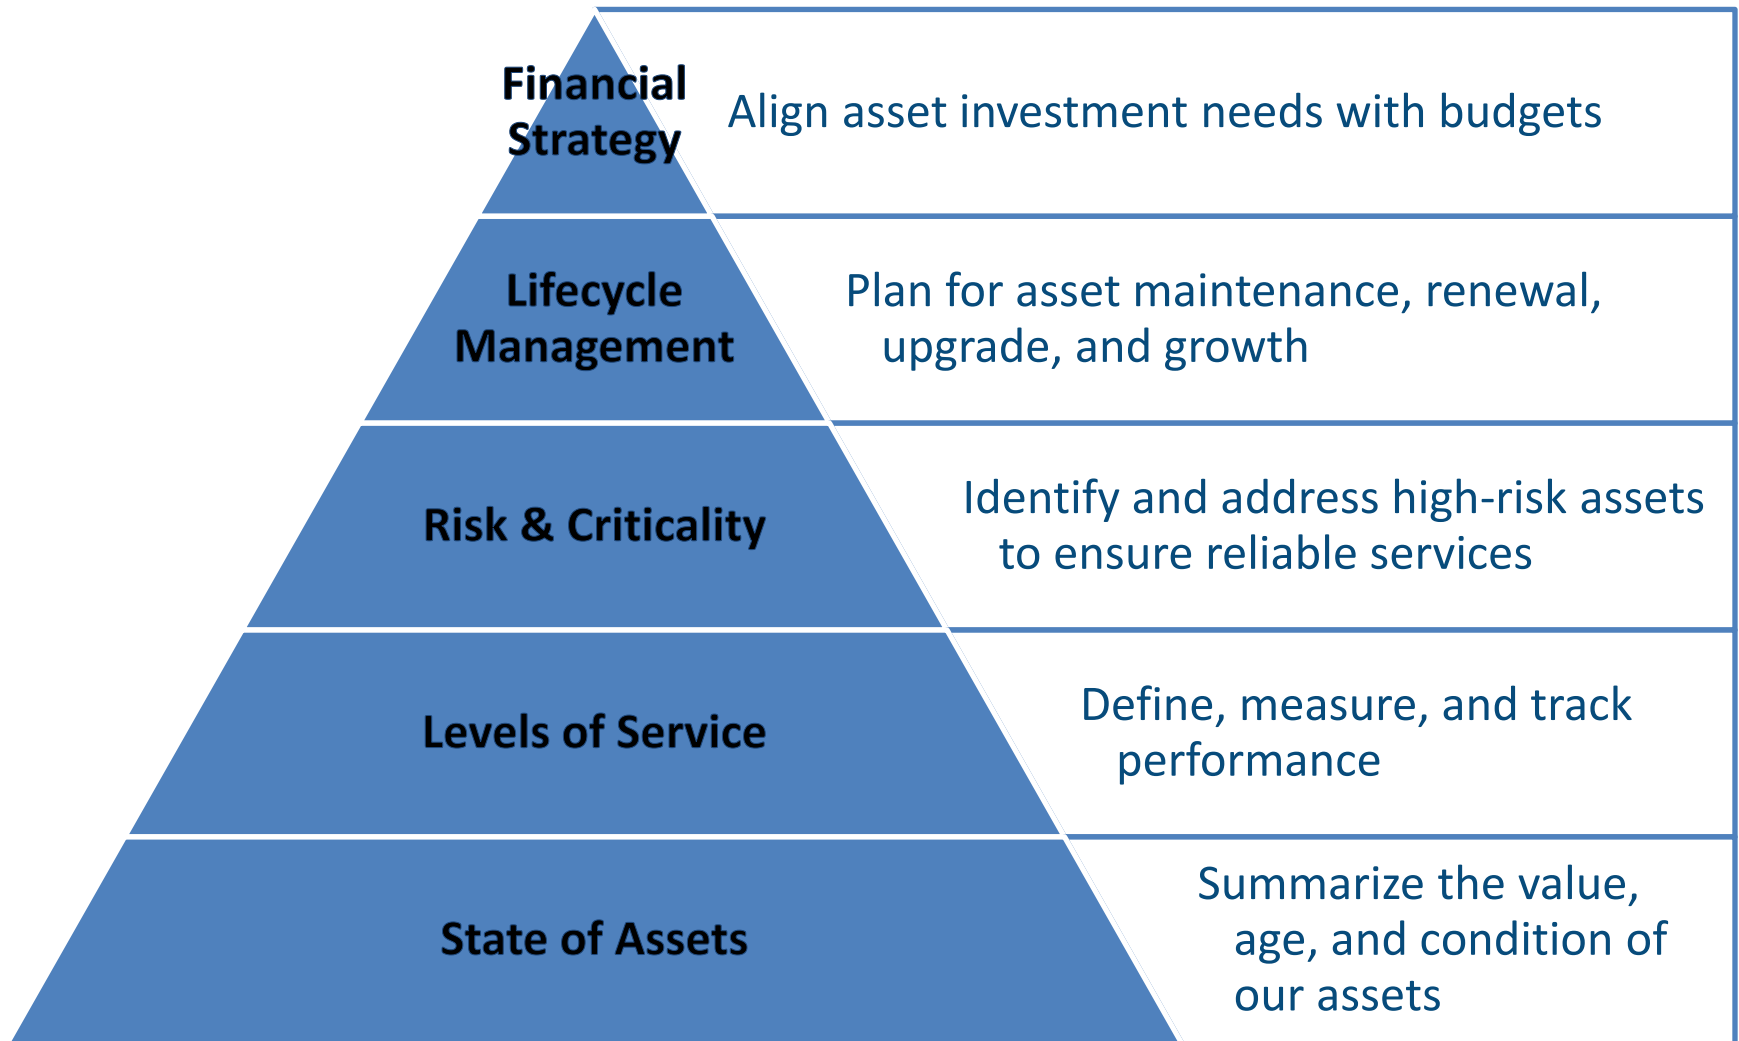 Financial
Strategy
Align asset investment needs with budgets
Lifecycle
Management
Plan for asset maintenance, renewal,
upgrade, and growth
Risk & Criticality
Identify and address high-risk assets
to ensure reliable services
Levels of Service
Define, measure, and track
performance
State of Assets
Summarize the value,
age, and condition of
our assets